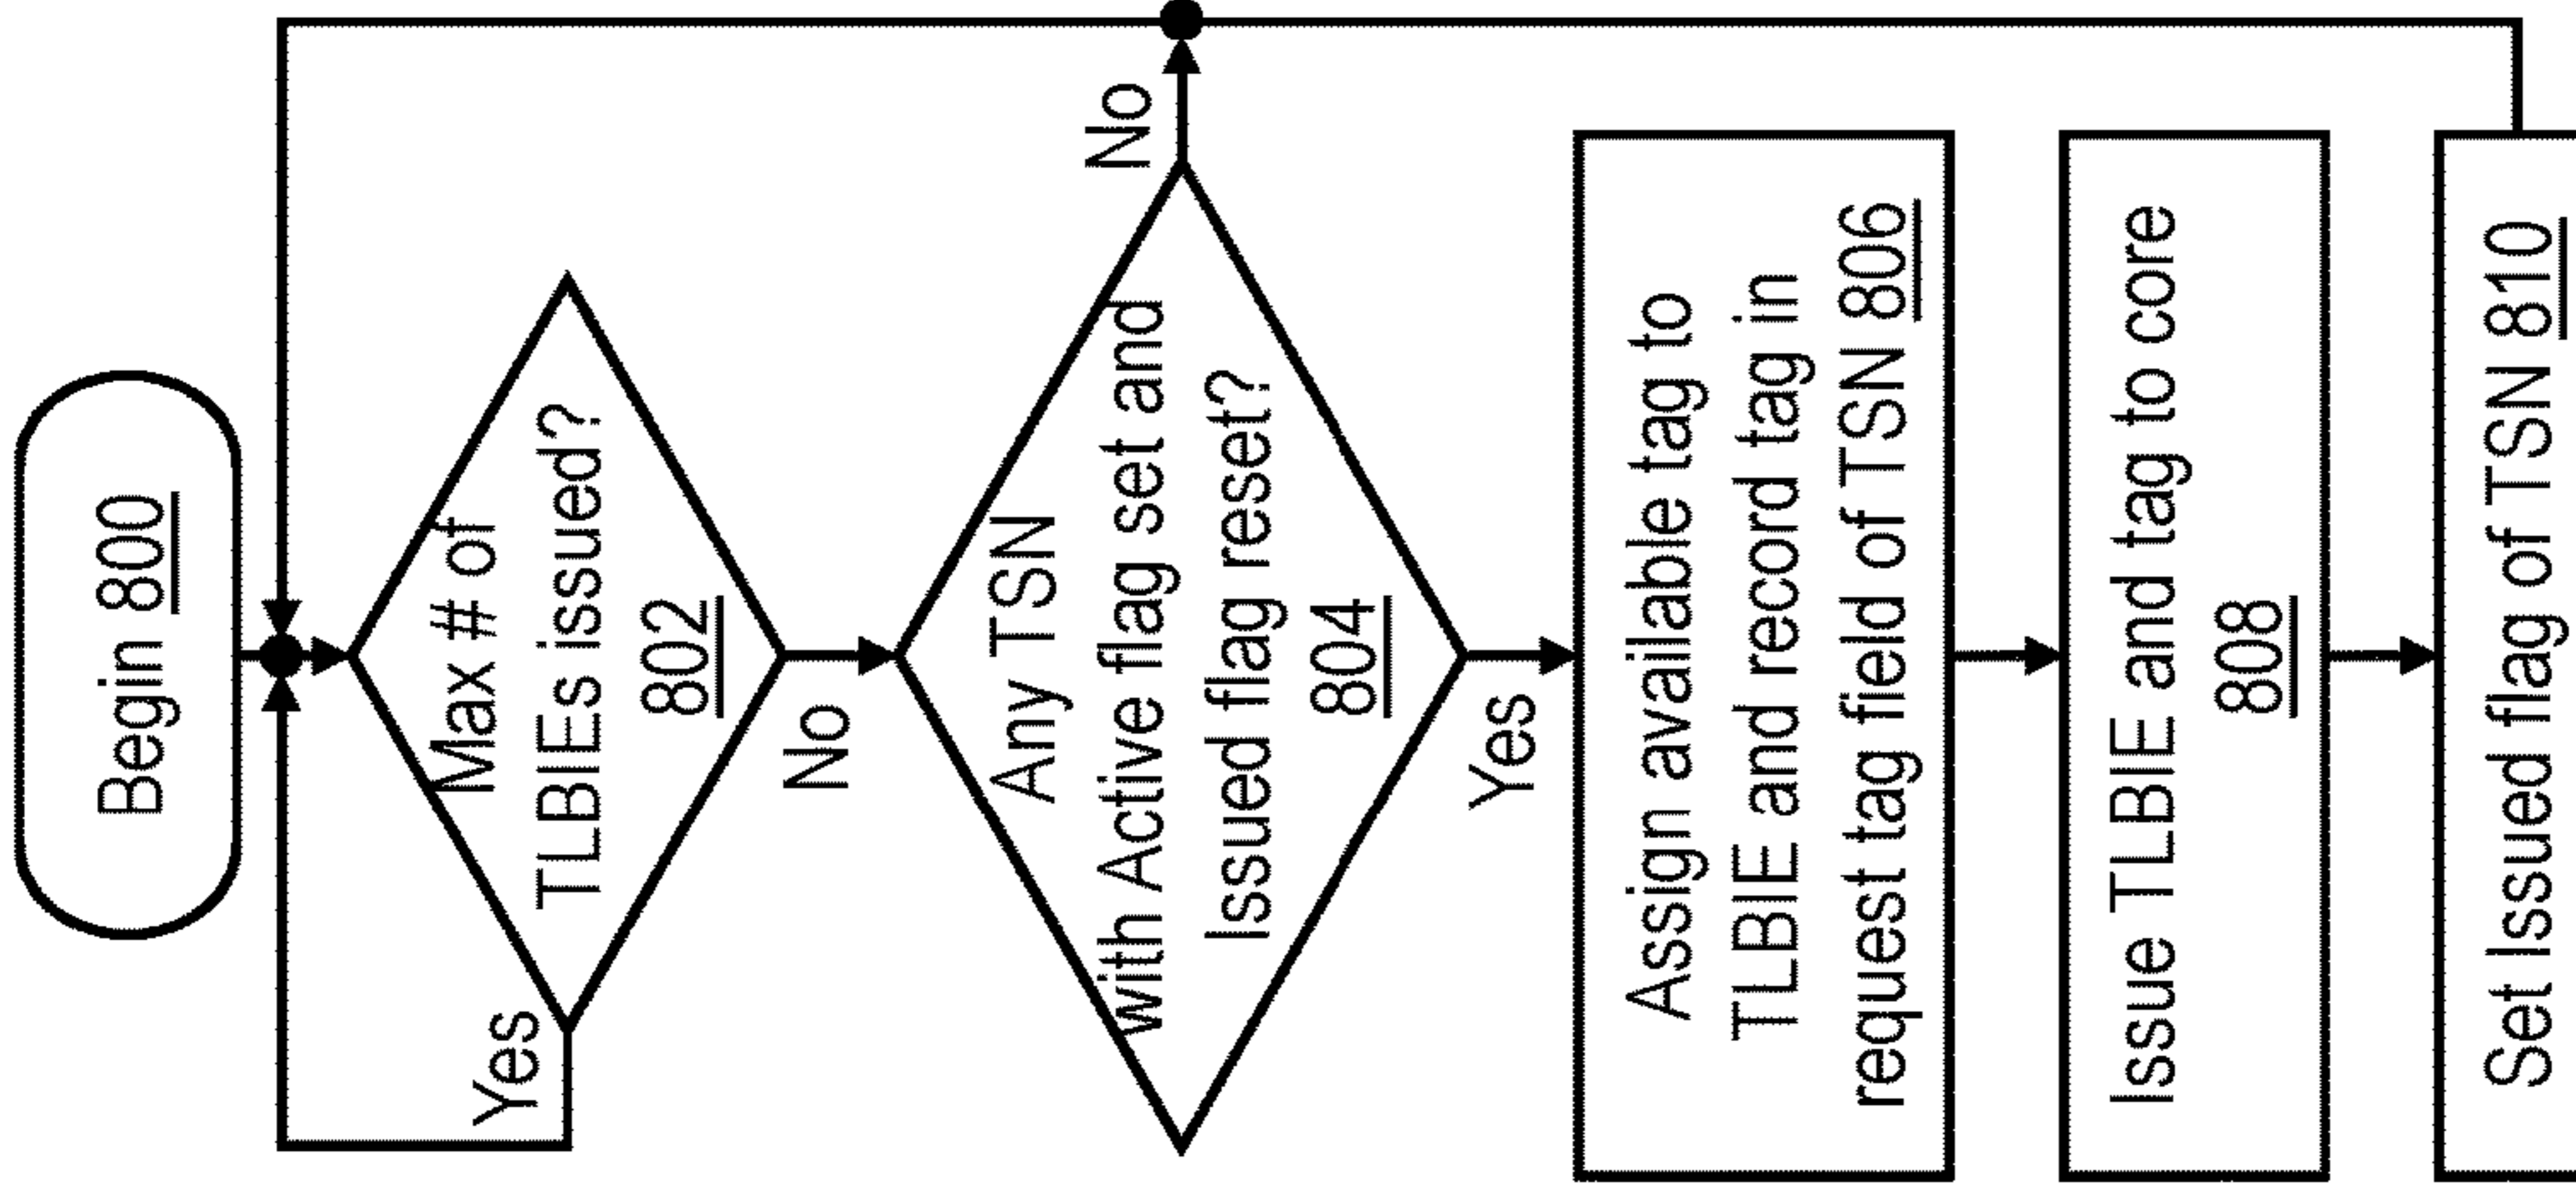 Begin 800
Max # of
TLBIEs issued?
802
Yes
No
Any TSN
with Active flag set and
Issued flag reset?
804
No
Yes
Assign available tag to
TLBIE and record tag in
request tag field of TSN 806
Issue TLBIE and tag to core
808
Set Issued flag of TSN 810